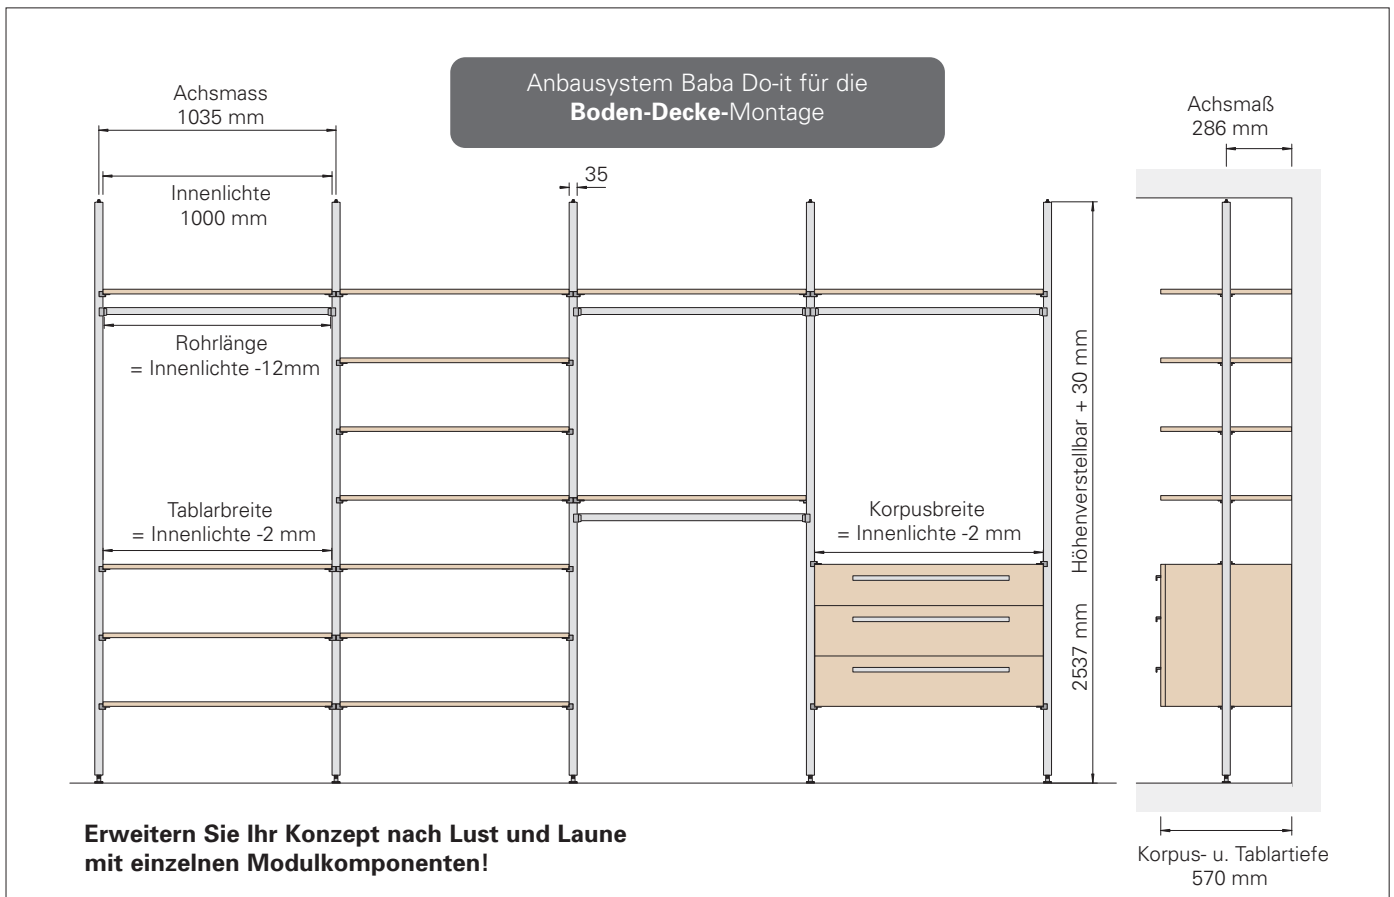 Anbausystem Baba Do-it für die
Boden-Decke-Montage
Achsmass
1035 mm
Achsmaß
286 mm
Innenlichte
1000 mm
35
Rohrlänge
= Innenlichte -12mm
Tablarbreite
= Innenlichte -2 mm
Korpusbreite
= Innenlichte -2 mm
2537 mm Höhenverstellbar + 30 mm
Erweitern Sie Ihr Konzept nach Lust und Laune
mit einzelnen Modulkomponenten!
Korpus- u. Tablartiefe
570 mm